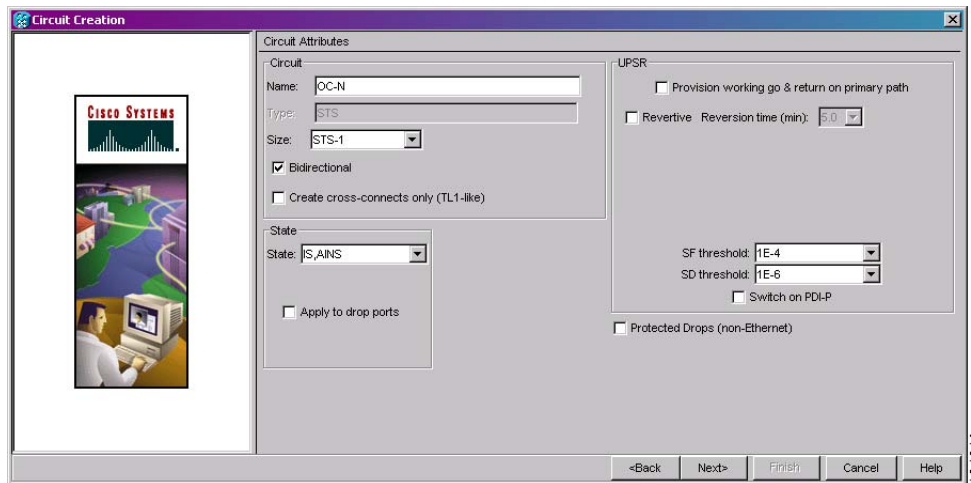 Circuit Creation
CISCO SYSTEMS
Circuit Attributes
Circuit
Name: OC-N
Type: STS
Size: STS-1
Bidirectional
Create cross-connects only (TL1-like)
State
State: IS,AINS
Apply to drop ports
UPSR
Provision working go & return on primary path
Revertive Reversion time (min): 5.0
SF threshold: 1E-4
SD threshold: 1E-6
Switch on PDI-P
Protected Drops (non-Ethernet)
<Back Next> Finish Cancel Help